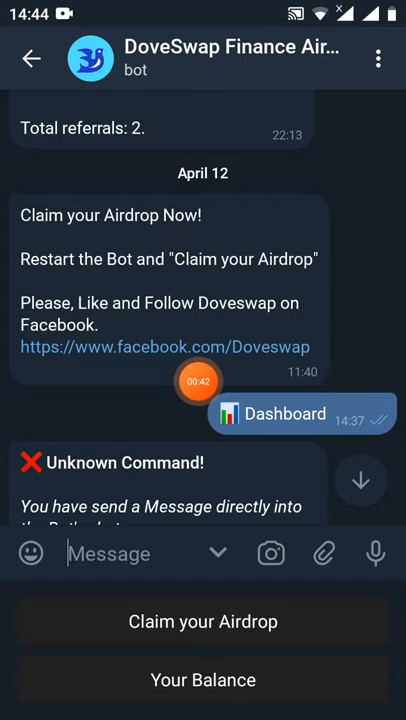 14:44
DoveSwap Finance Air...
bot
Total referrals: 2.
22:13
April 12
Claim your Airdrop Now!
Restart the Bot and "Claim your Airdrop"
Please, Like and Follow Doveswap on
Facebook.
https://www.facebook.com/Doveswap
11:40
00:42
Dashboard
14:37
Unknown Command!
You have send a Message directly into
Message
Claim your Airdrop
Your Balance